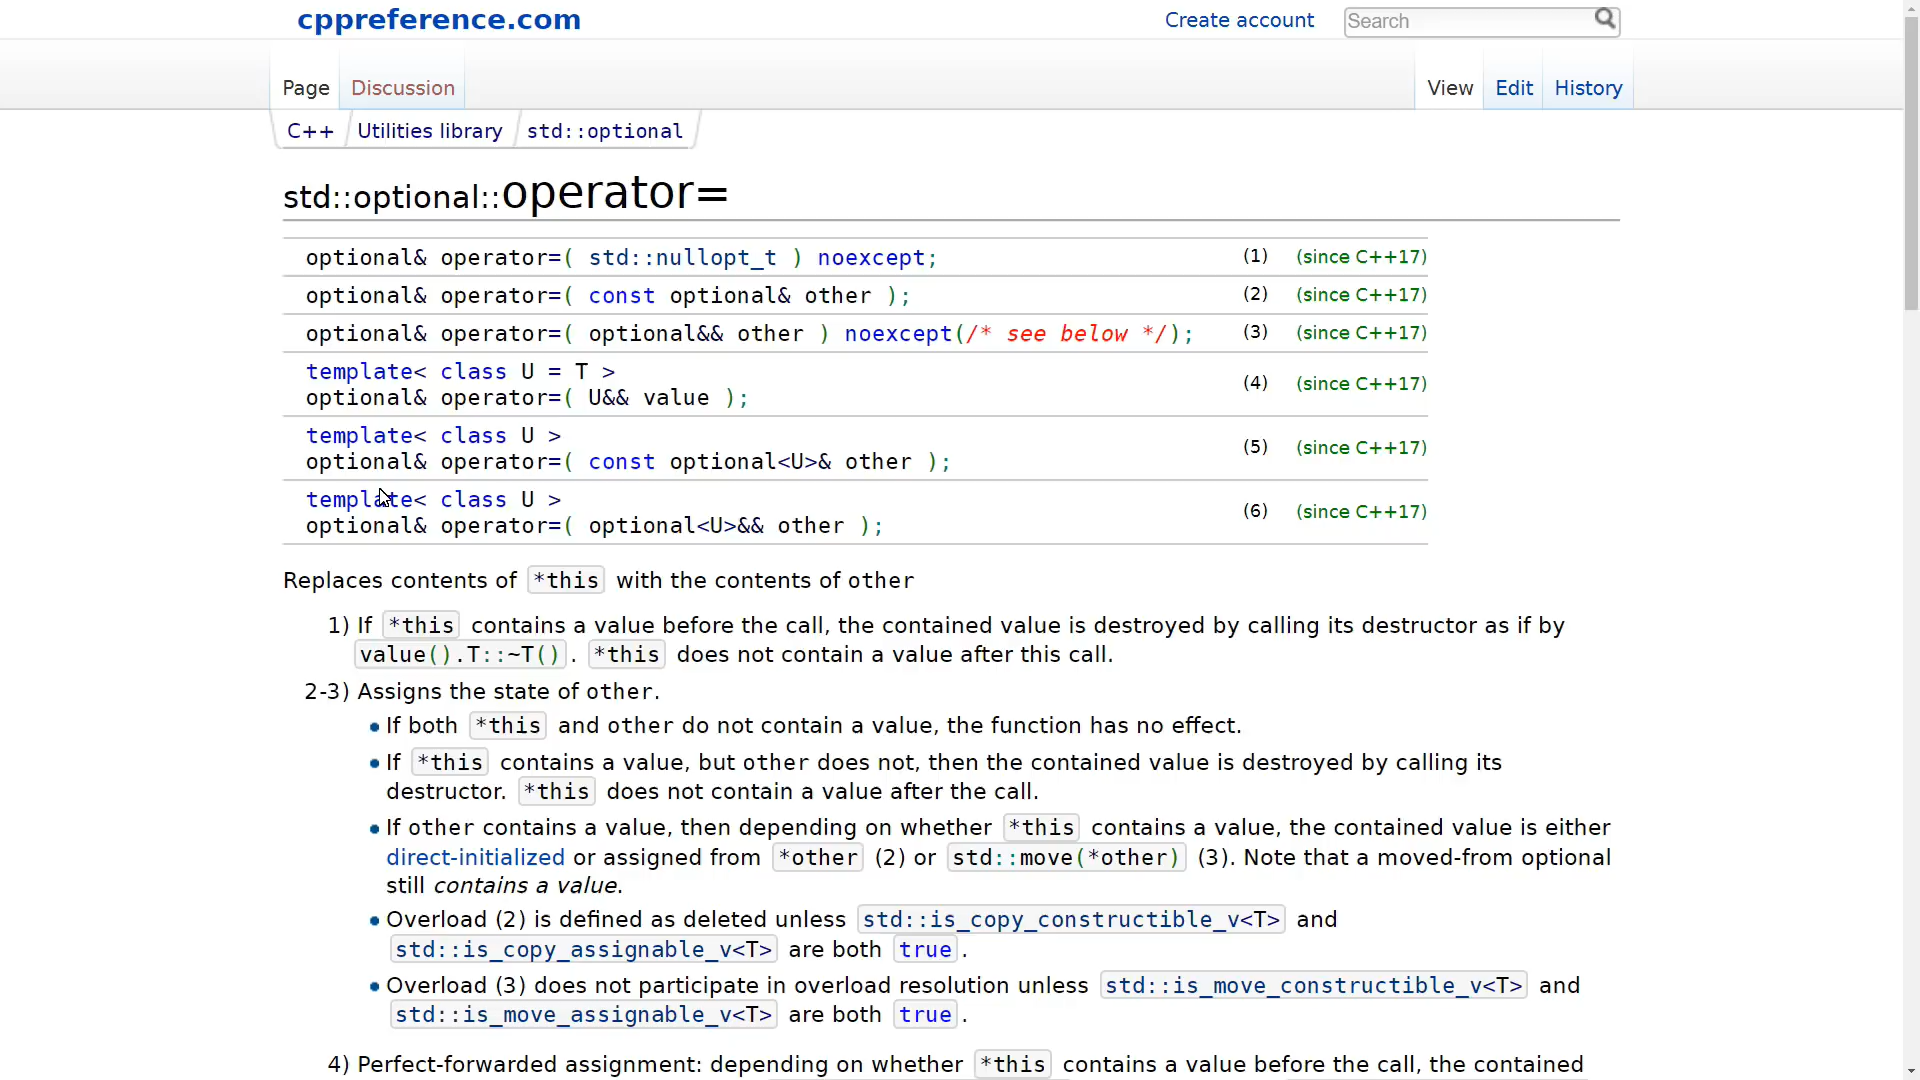 cppreference.com
Create account
Search
Page
Discussion
View
Edit
History
C++
Utilities library
std::optional
std::optional::operator=
optional& operator=( std::nullopt_t ) noexcept; (1) (since C++17)
optional& operator=( const optional& other ); (2) (since C++17)
optional& operator=( optional&& other ) noexcept(/* see below */); (3) (since C++17)
template< class U = T >
optional& operator=( U&& value );
(4) (since C++17)
template< class U >
optional& operator=( const optional<U>& other );
(5) (since C++17)
template< class U >
optional& operator=( optional<U>&& other );
(6) (since C++17)
Replaces contents of *this with the contents of other
1) If *this contains a value before the call, the contained value is destroyed by calling its destructor as if by
value().T::~T(). *this does not contain a value after this call.
2-3) Assigns the state of other.
If both *this and other do not contain a value, the function has no effect.
If *this contains a value, but other does not, then the contained value is destroyed by calling its
destructor. *this does not contain a value after the call.
If other contains a value, then depending on whether *this contains a value, the contained value is either
direct-initialized or assigned from *other (2) or std::move(*other) (3). Note that a moved-from optional
still contains a value.
Overload (2) is defined as deleted unless std::is_copy_constructible_v<T> and
std::is_copy_assignable_v<T> are both true.
Overload (3) does not participate in overload resolution unless std::is_move_constructible_v<T> and
std::is_move_assignable_v<T> are both true.
4) Perfect-forwarded assignment: depending on whether *this contains a value before the call, the contained